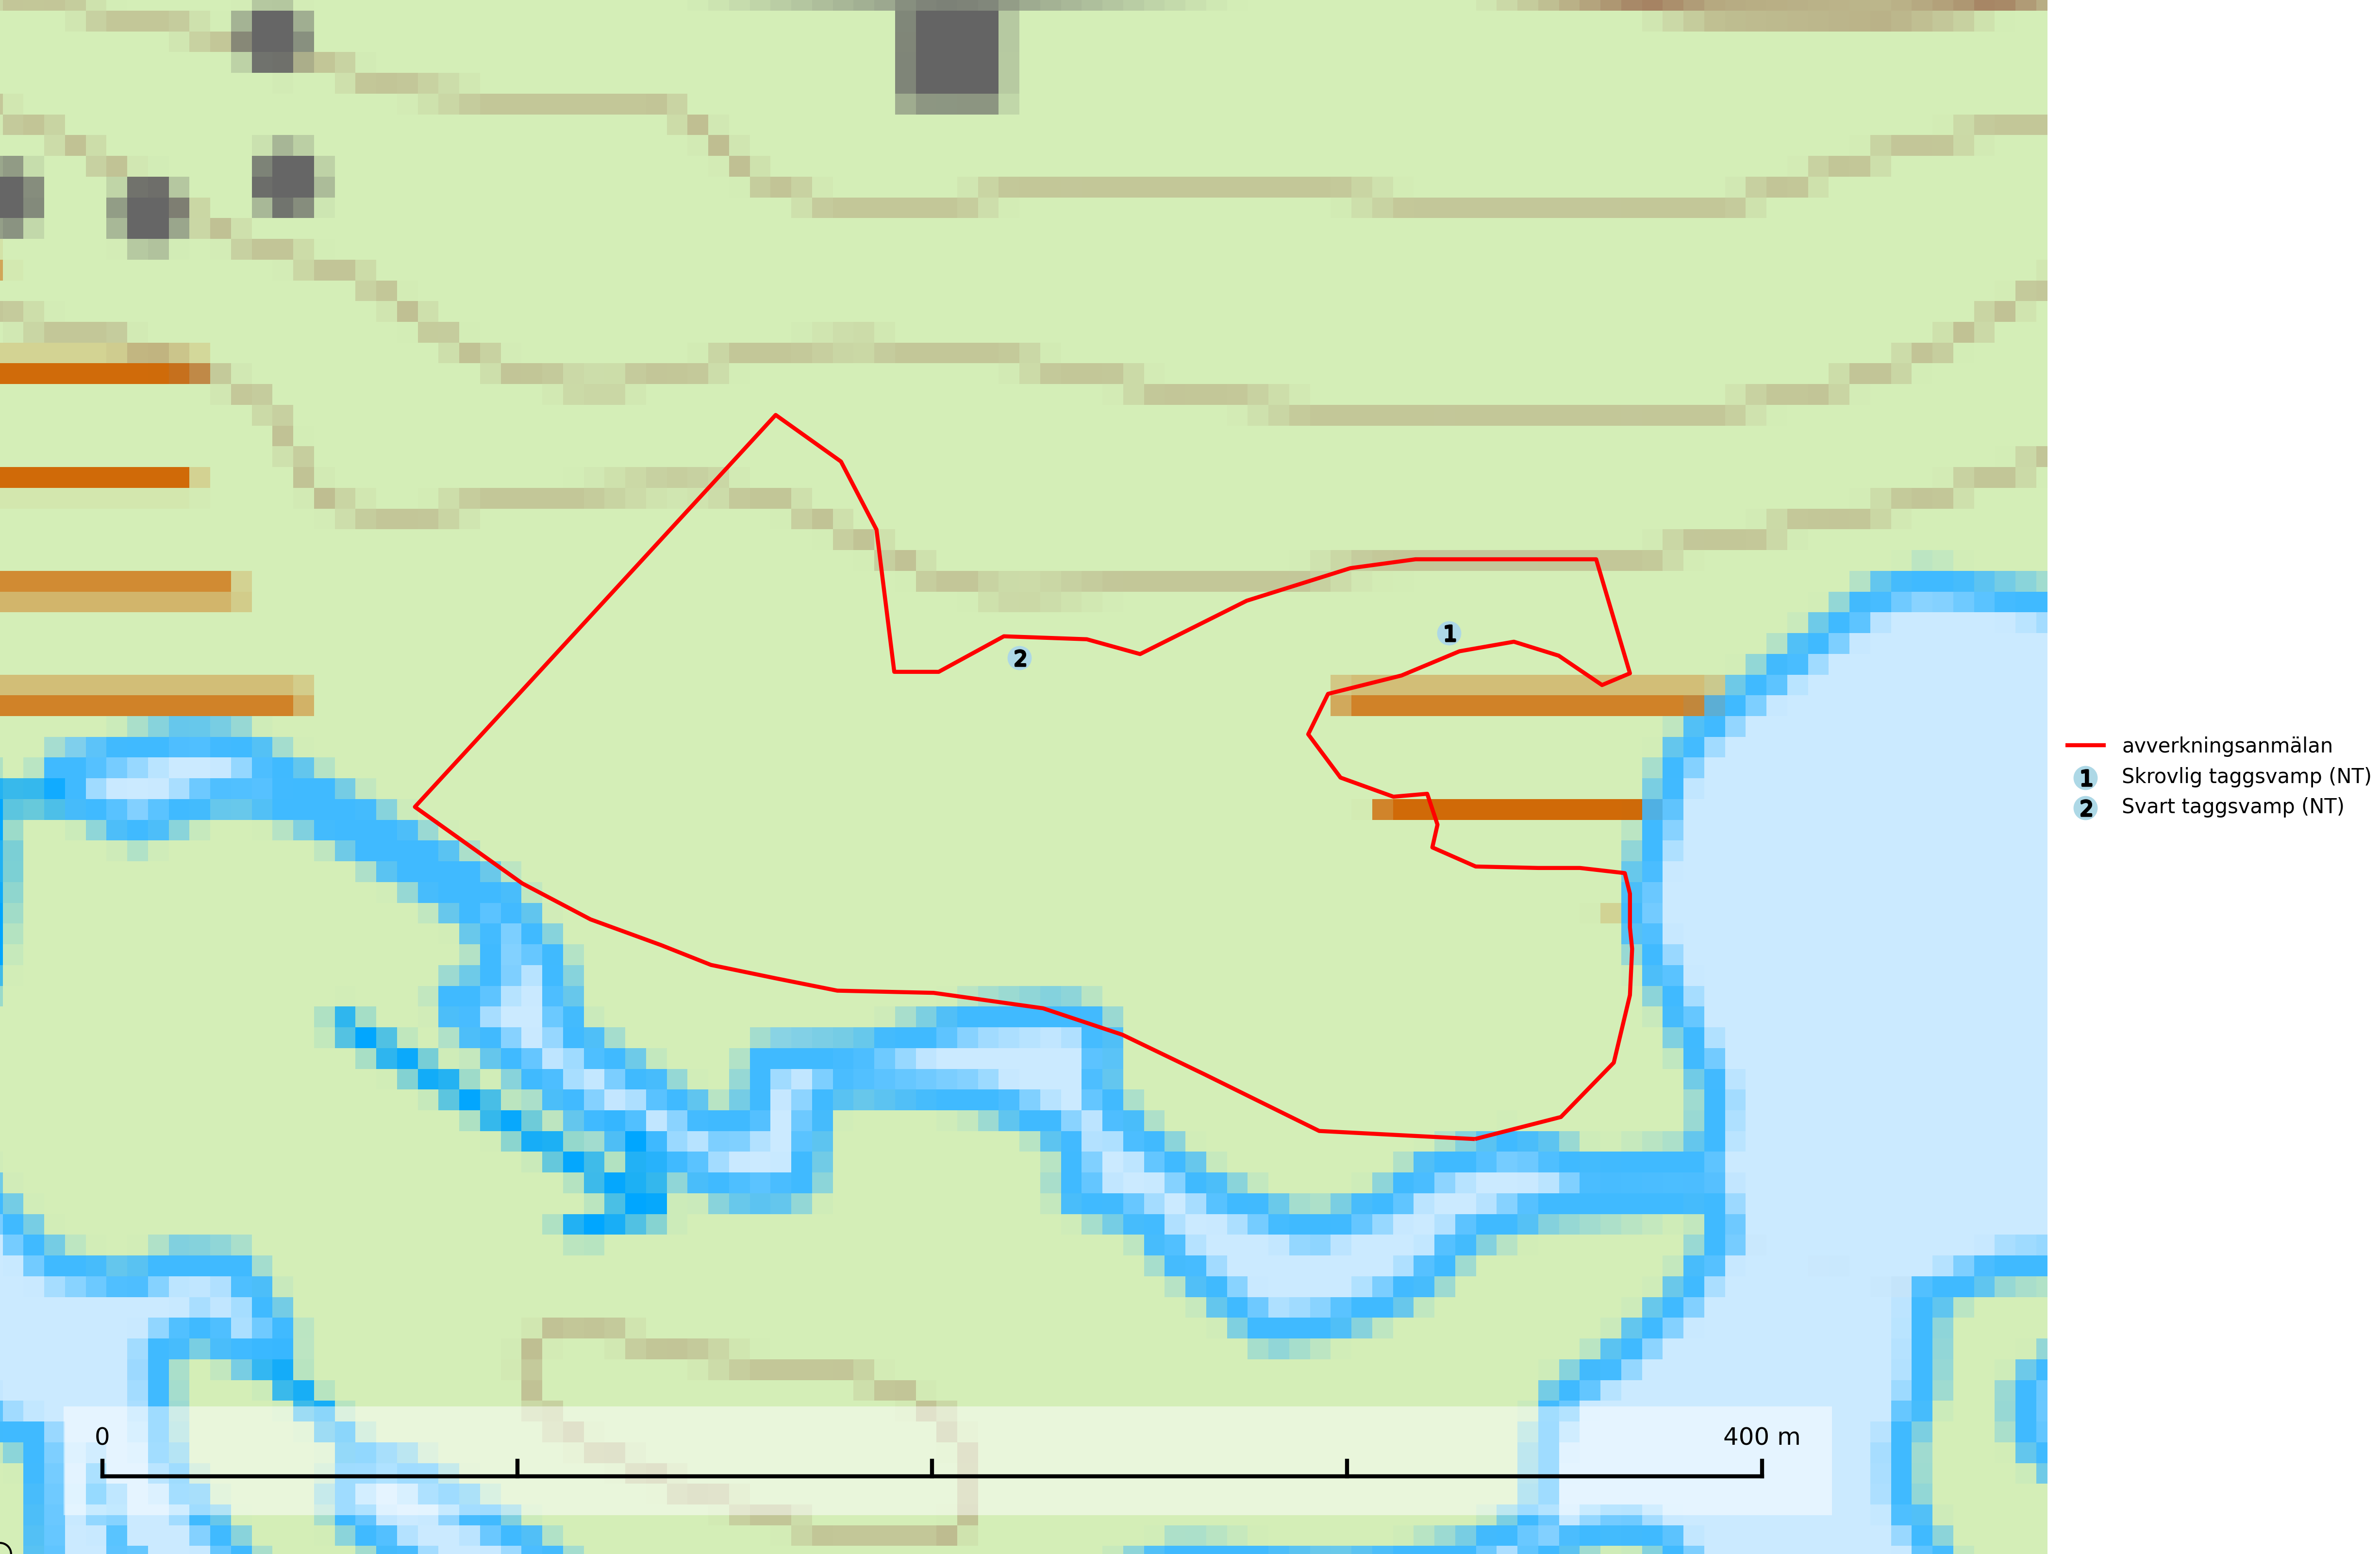 1
2
avverkningsanmälan
1 Skrovlig taggsvamp (NT)
2 Svart taggsvamp (NT)
0 400 m